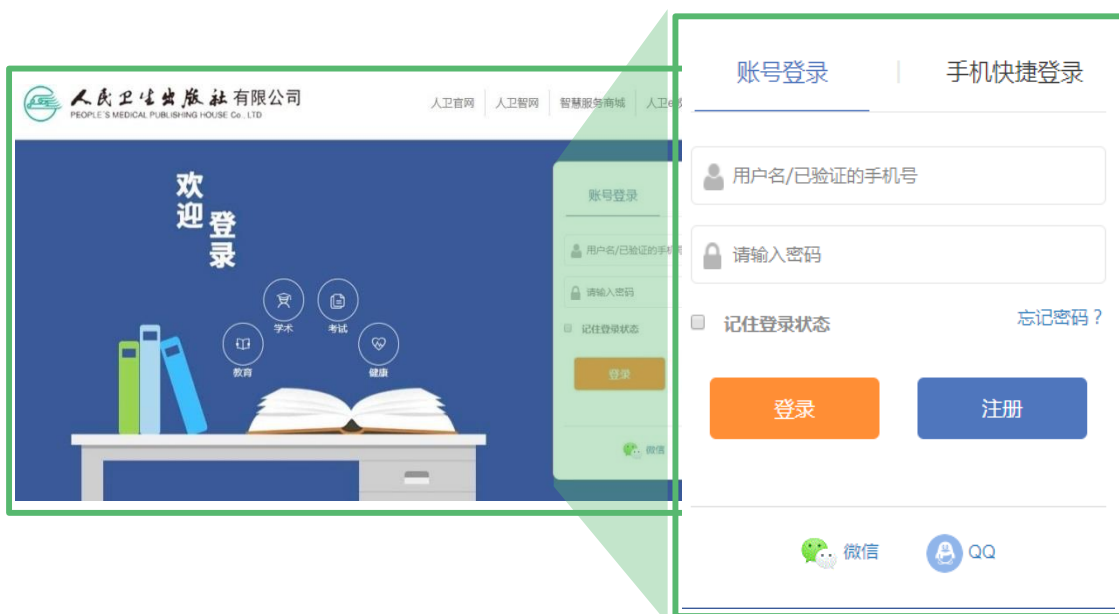 人民卫生出版社有限公司
PEOPLE'S MEDICAL PUBLISHING HOUSE Co., LTD
人卫官网
人卫智网
智慧服务商城
人卫e
欢迎
登录
学术
考试
教育
健康
账号登录
用户名/已验证的手机号
请输入密码
记住登录状态
登录
微信
账号登录
手机快捷登录
用户名/已验证的手机号
请输入密码
记住登录状态
忘记密码？
登录
注册
微信
QQ